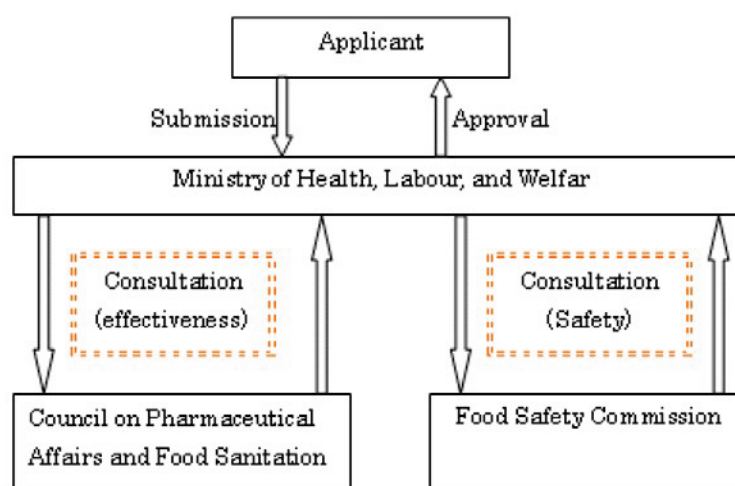 Applicant
Submission
Approval
Ministry of Health, Labour, and Welfar
Consultation
(effectiveness)
Consultation
(Safety)
Council on Pharmaceutical
Affairs and Food Sanitation
Food Safety Commission